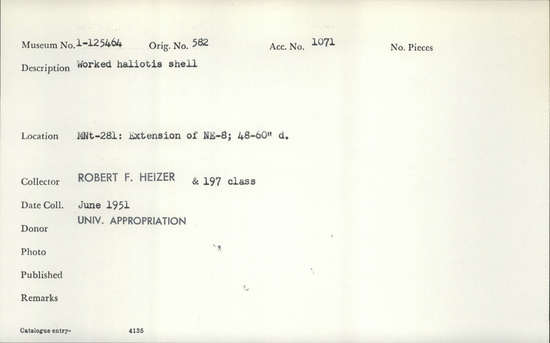 Museum No. 1-125464 Orig. No. 582 Acc. No. 1071 No. Pieces
Description Worked haliotis shell
Location MNt-281: Extension of NE-8; 48-60" d.
Collector ROBERT F. HEIZER & 197 class
Date Coll. June 1951
Donor UNIV. APPROPRIATION
Photo
Published
Remarks
Catalogue entry- 4135